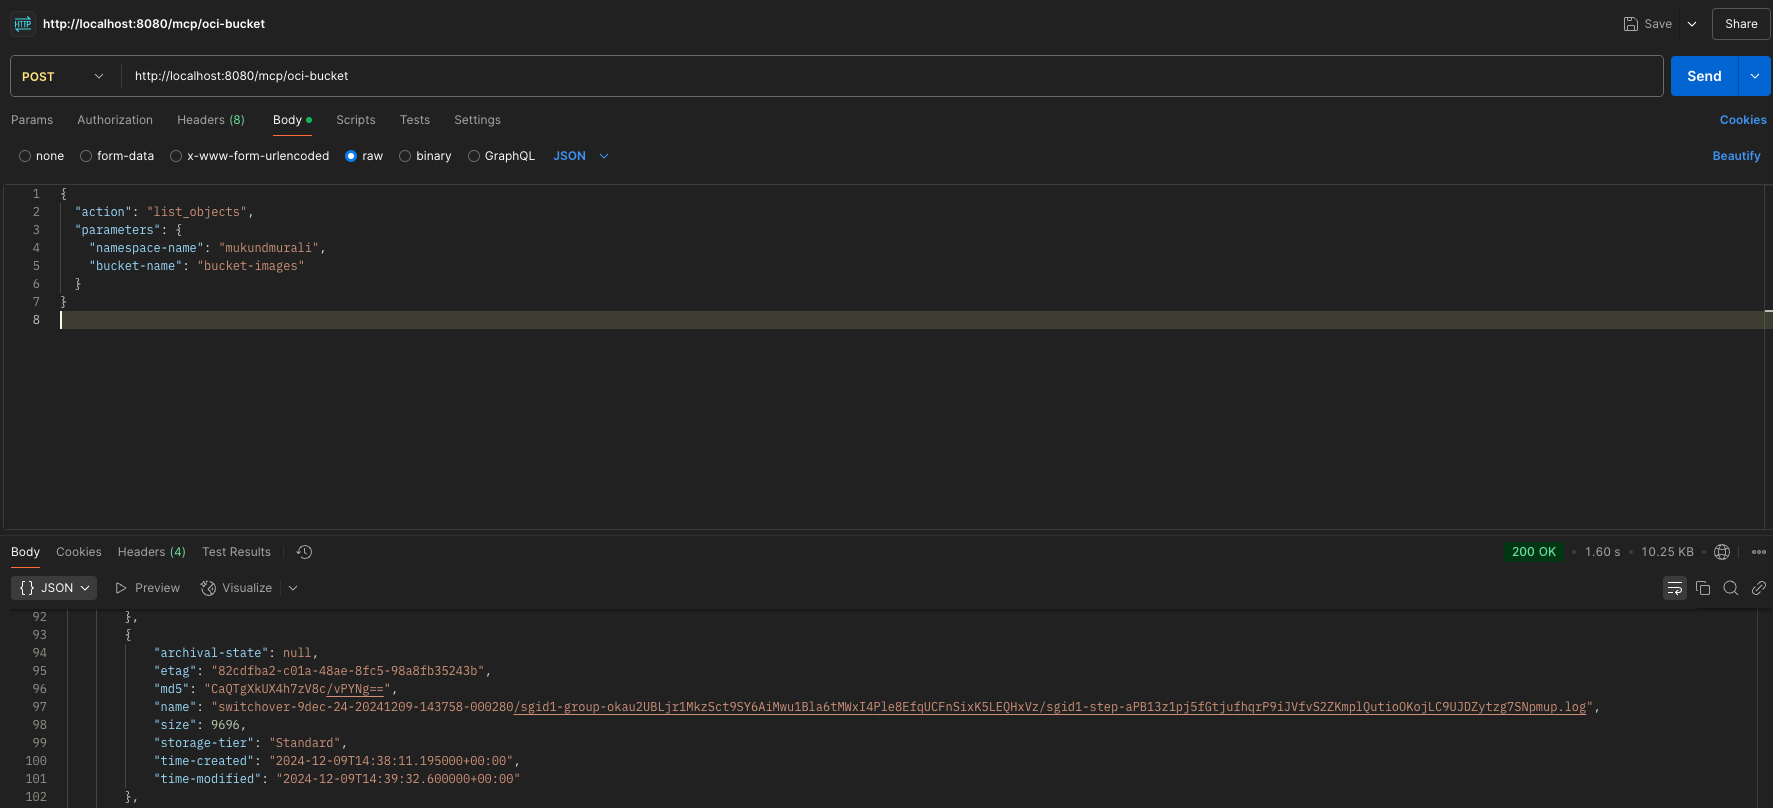 HTTP http://localhost:8080/mcp/oci-bucket Save Share
POST http://localhost:8080/mcp/oci-bucket Send
Params Authorization Headers (8) Body Scripts Tests Settings Cookies
none form-data x-www-form-urlencoded raw binary GraphQL JSON Beautify
1 {
2 "action": "list_objects",
3 "parameters": {
4 "namespace-name": "mukundmurali",
5 "bucket-name": "bucket-images"
6 }
7 }
8
Body Cookies Headers (4) Test Results 200 OK • 1.60 s • 10.25 KB •
{} JSON Preview Visualize
92 },
93 {
94 "archival-state": null,
95 "etag": "82cdfba2-c01a-48ae-8fc5-98a8fb35243b",
96 "md5": "CaQTgXkUX4h7zV8c/vPYNg==",
97 "name": "switchover-9dec-24-20241209-143758-000280/sgid1-group-okau2UBLjr1MkzSct9SY6AiMwu1Bla6tMWxI4Ple8EfqUCFnSixK5LEQHxVz/sgid1-step-aPB13z1pj5fGtjufhqrP9iJVfvS2ZKmplQutioOKojLC9UJDZytzg7SNpmup.log",
98 "size": 9696,
99 "storage-tier": "Standard",
100 "time-created": "2024-12-09T14:38:11.195000+00:00",
101 "time-modified": "2024-12-09T14:39:32.600000+00:00"
102 },